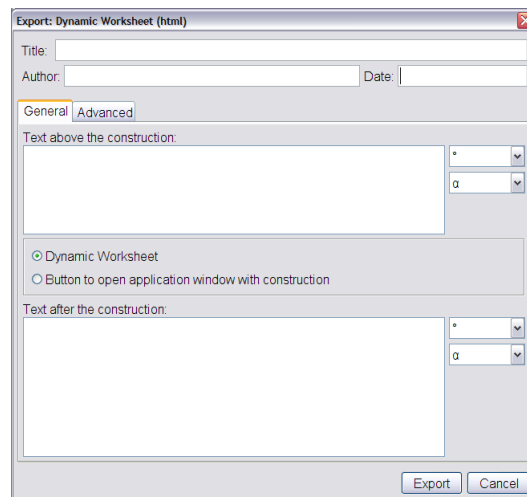 Export: Dynamic Worksheet (html)
Title:
Author: Date:
General Advanced
Text above the construction:
°
α
Dynamic Worksheet
Button to open application window with construction
Text after the construction:
°
α
Export Cancel